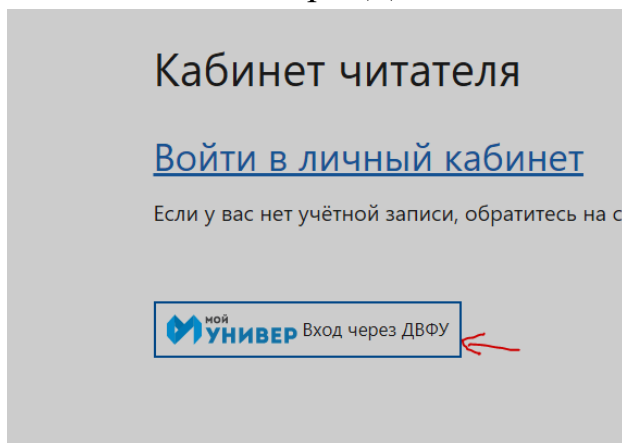 Кабинет читателя
Войти в личный кабинет
Если у вас нет учётной записи, обратитесь на с
мой
УНИВЕР Вход через ДВФУ